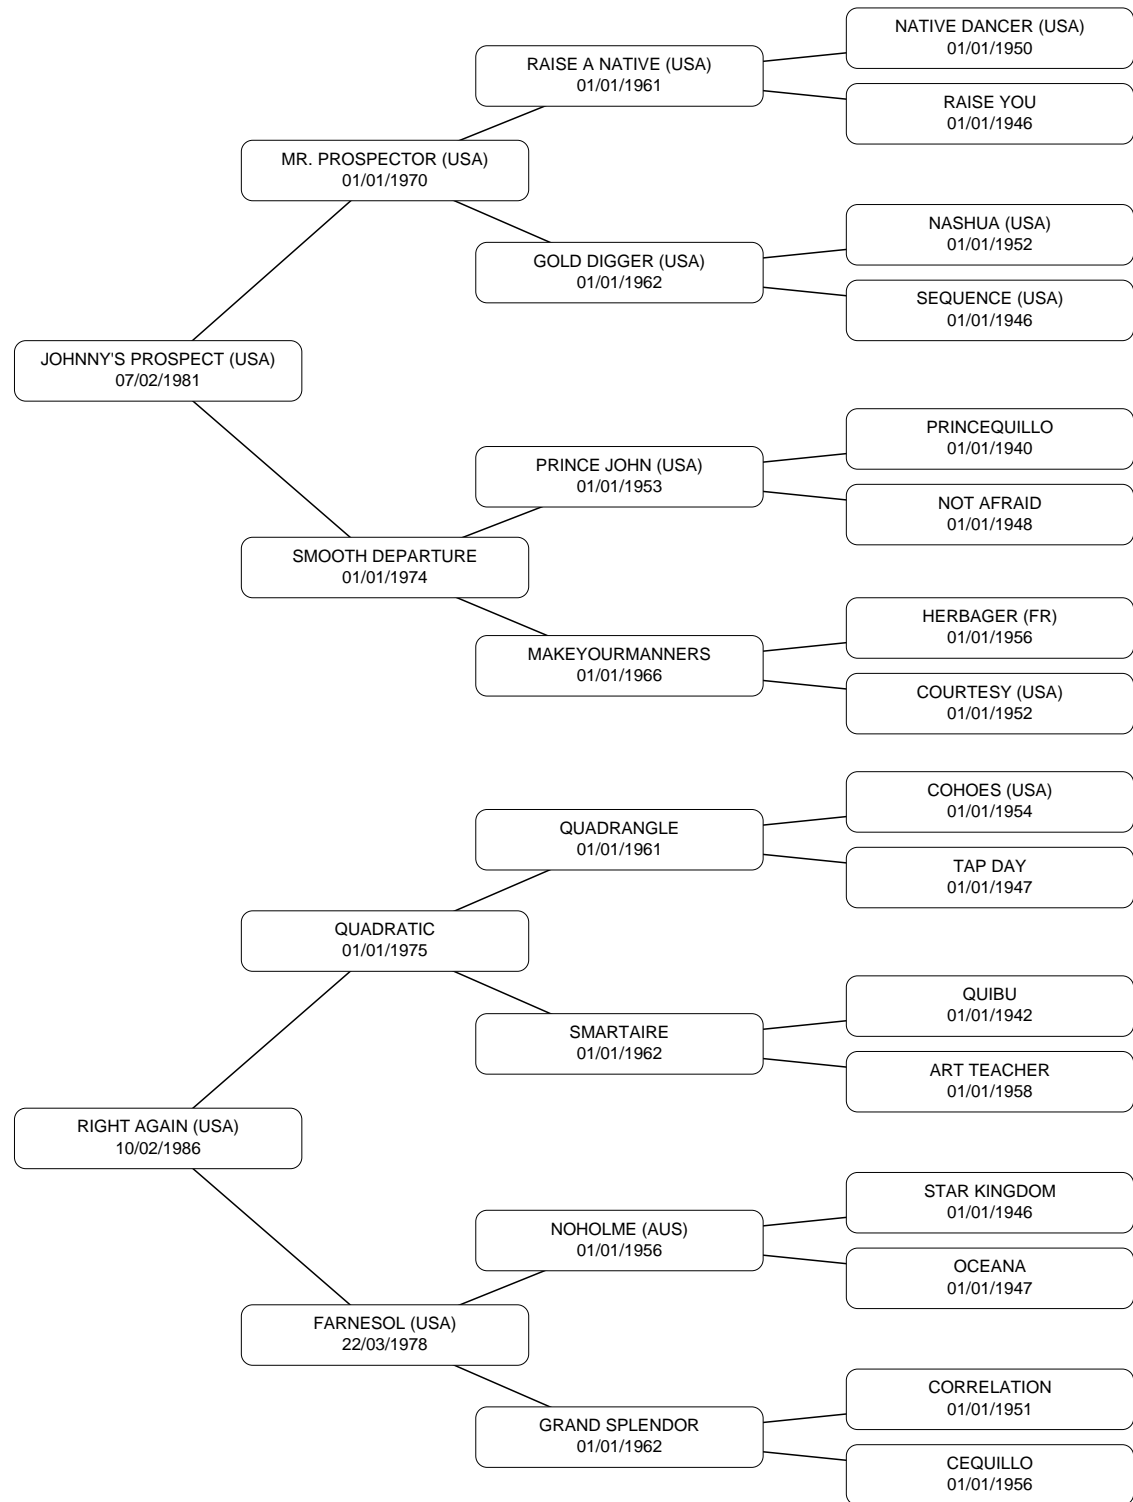 NATIVE DANCER (USA)
01/01/1950
RAISE A NATIVE (USA)
01/01/1961
RAISE YOU
01/01/1946
MR. PROSPECTOR (USA)
01/01/1970
NASHUA (USA)
01/01/1952
GOLD DIGGER (USA)
01/01/1962
SEQUENCE (USA)
01/01/1946
JOHNNY'S PROSPECT (USA)
07/02/1981
PRINCEQUILLO
01/01/1940
PRINCE JOHN (USA)
01/01/1953
NOT AFRAID
01/01/1948
SMOOTH DEPARTURE
01/01/1974
HERBAGER (FR)
01/01/1956
MAKEYOURMANNERS
01/01/1966
COURTESY (USA)
01/01/1952
COHOES (USA)
01/01/1954
QUADRANGLE
01/01/1961
TAP DAY
01/01/1947
QUADRATIC
01/01/1975
QUIBU
01/01/1942
SMARTAIRE
01/01/1962
ART TEACHER
01/01/1958
RIGHT AGAIN (USA)
10/02/1986
STAR KINGDOM
01/01/1946
NOHOLME (AUS)
01/01/1956
OCEANA
01/01/1947
FARNESOL (USA)
22/03/1978
CORRELATION
01/01/1951
GRAND SPLENDOR
01/01/1962
CEQUILLO
01/01/1956